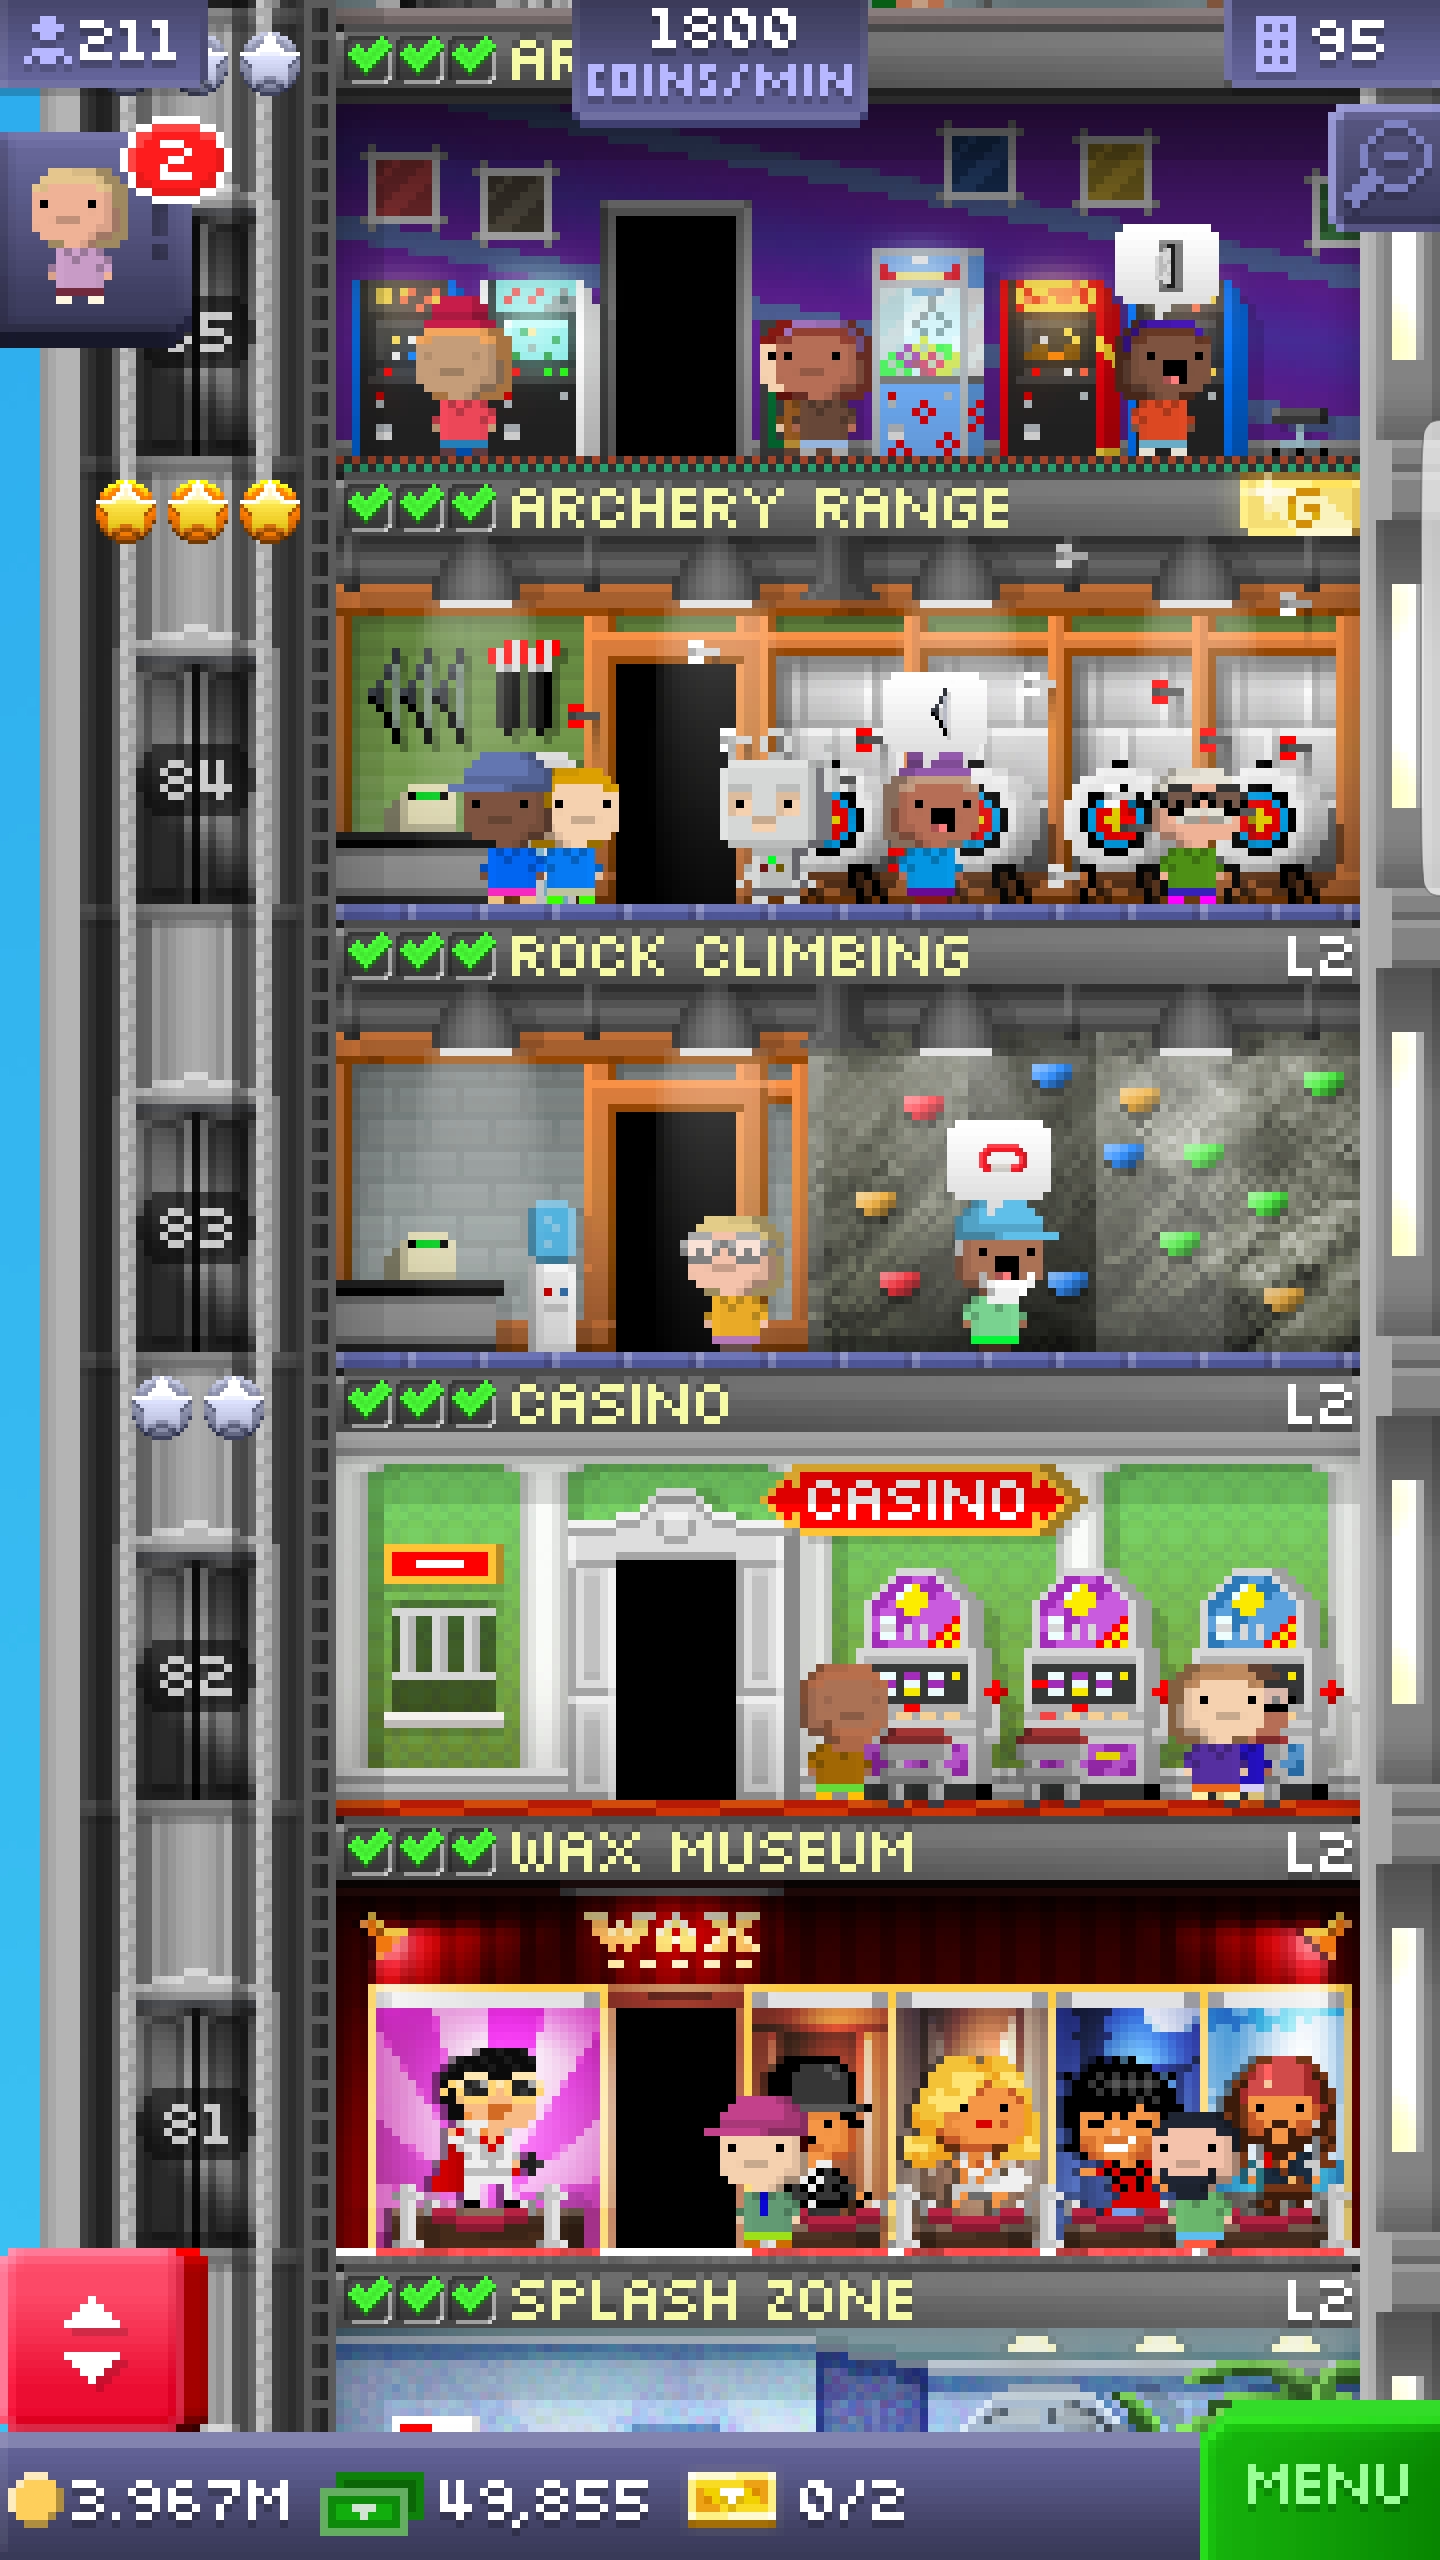 211
1800
COINS/MIN
95
2
AR
ARCHERY RANGE
G
84
ROCK CLIMBING
L2
83
CASINO
L2
CASINO
82
WAX MUSEUM
L2
WAX
81
SPLASH ZONE
L2
3.967M
49,855
0/2
MENU